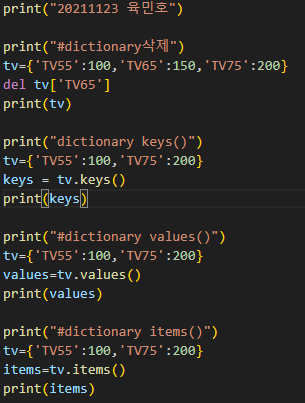 print("20211123 육민호")
print("#dictionary삭제")
tv={'TV55':100,'TV65':150,'TV75':200}
del tv['TV65']
print(tv)
print("dictionary keys()")
tv={'TV55':100,'TV75':200}
keys = tv.keys()
print(keys)
print("#dictionary values()")
tv={'TV55':100,'TV75':200}
values=tv.values()
print(values)
print("#dictionary items()")
tv={'TV55':100,'TV75':200}
items=tv.items()
print(items)